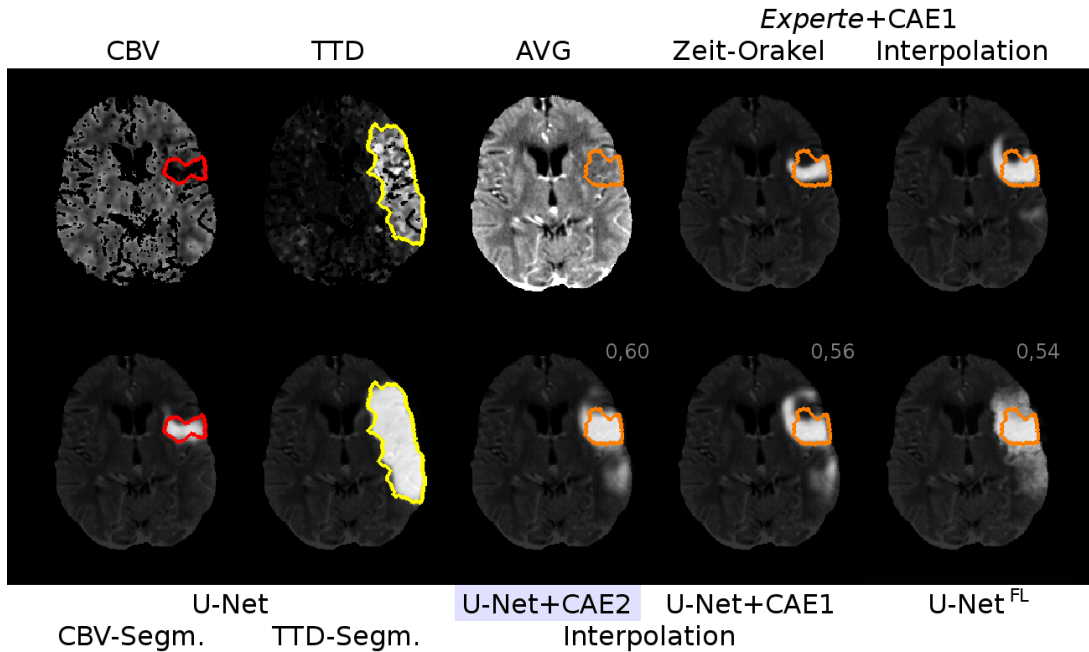 Experte+CAE1
CBV TTD AVG Zeit-Orakel Interpolation
0,60 0,56 0,54
U-Net U-Net+CAE2 U-Net+CAE1 U-Net FL
CBV-Segm. TTD-Segm. Interpolation